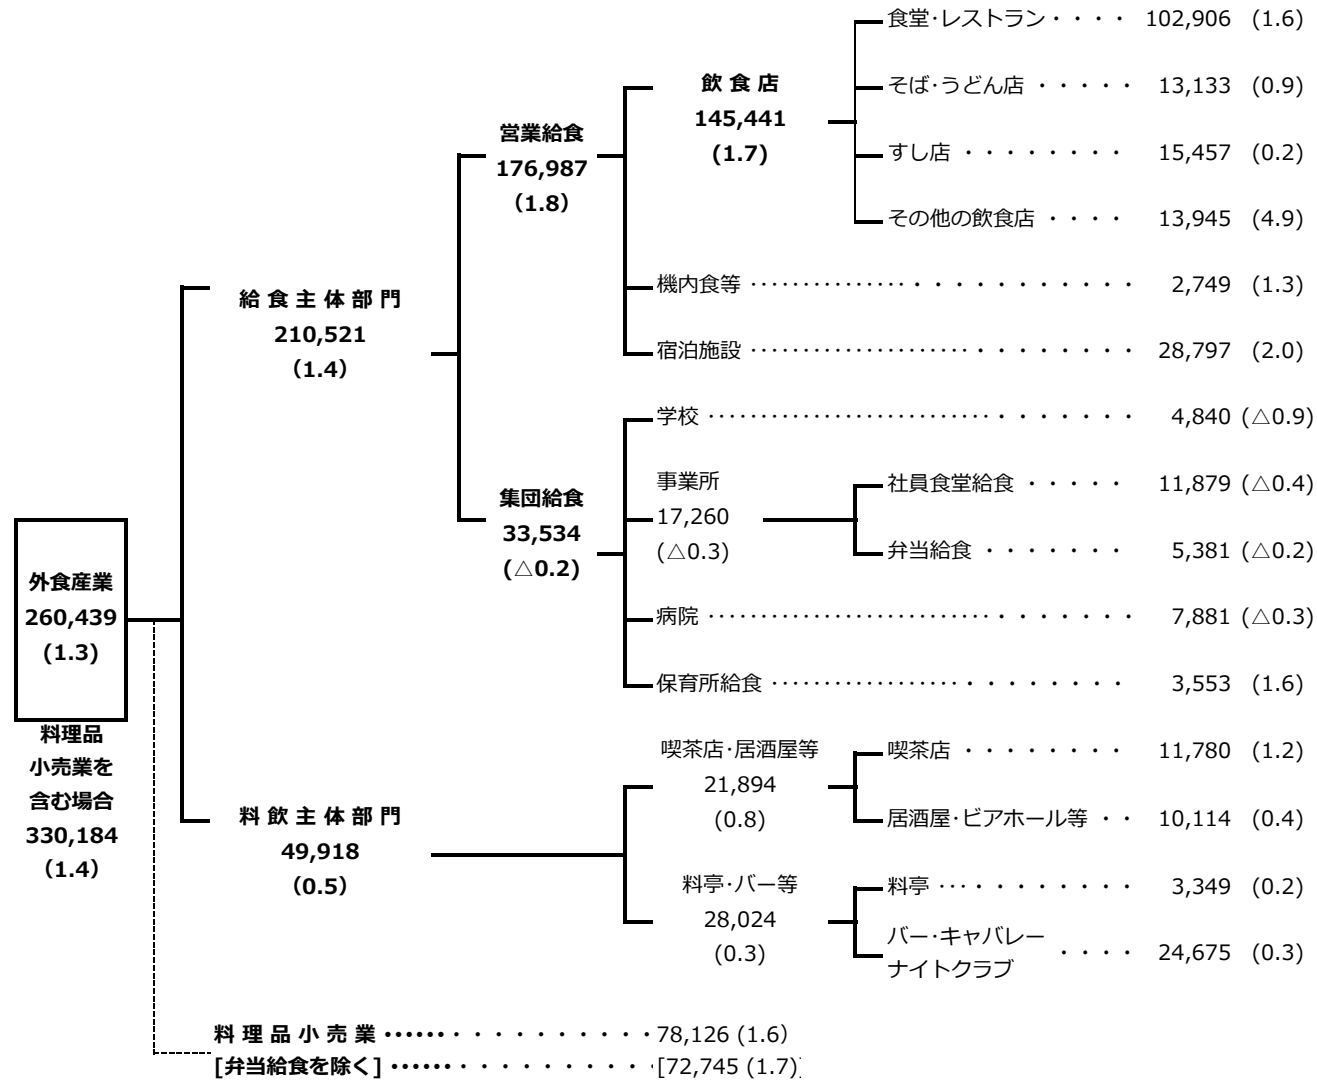 食堂･レストラン・・・・ 102,906 (1.6)
そば･うどん店 ・・・・・ 13,133 (0.9)
すし店 ・・・・・・・・ 15,457 (0.2)
その他の飲食店 ・・・・ 13,945 (4.9)
飲 食 店
145,441
(1.7)
営業給食
176,987
(1.8)
機内食等 ･･････････････・・・・・・・・・・・ 2,749 (1.3)
宿泊施設 ･････････････････････・・・・・・・・ 28,797 (2.0)
給 食 主 体 部 門
210,521
(1.4)
学校 ･･･････････････････････････・・・・・・・ 4,840 (△0.9)
集団給食
33,534
(△0.2)
事業所
17,260
(△0.3)
社員食堂給食 ・・・・・ 11,879 (△0.4)
弁当給食 ・・・・・・・ 5,381 (△0.2)
病院 ･･････････････････････････・・・・・・・ 7,881 (△0.3)
保育所給食 ･･････････････････・・・・・・・・ 3,553 (1.6)
外食産業
260,439
(1.3)
料理品
小売業を
含む場合
330,184
(1.4)
料 飲 主 体 部 門
49,918
(0.5)
喫茶店･居酒屋等
21,894
(0.8)
喫茶店 ・・・・・・・・ 11,780 (1.2)
居酒屋･ビアホール等 ・・ 10,114 (0.4)
料亭･バー等
28,024
(0.3)
料亭 ･･･・・・・・・・・ 3,349 (0.2)
バー･キャバレー
ナイトクラブ ・・・・ 24,675 (0.3)
料 理 品 小 売 業 ･･････・・・・・・・・・・78,126 (1.6)
[弁当給食を除く] ･･････・・・・・・・・・・[72,745 (1.7)]